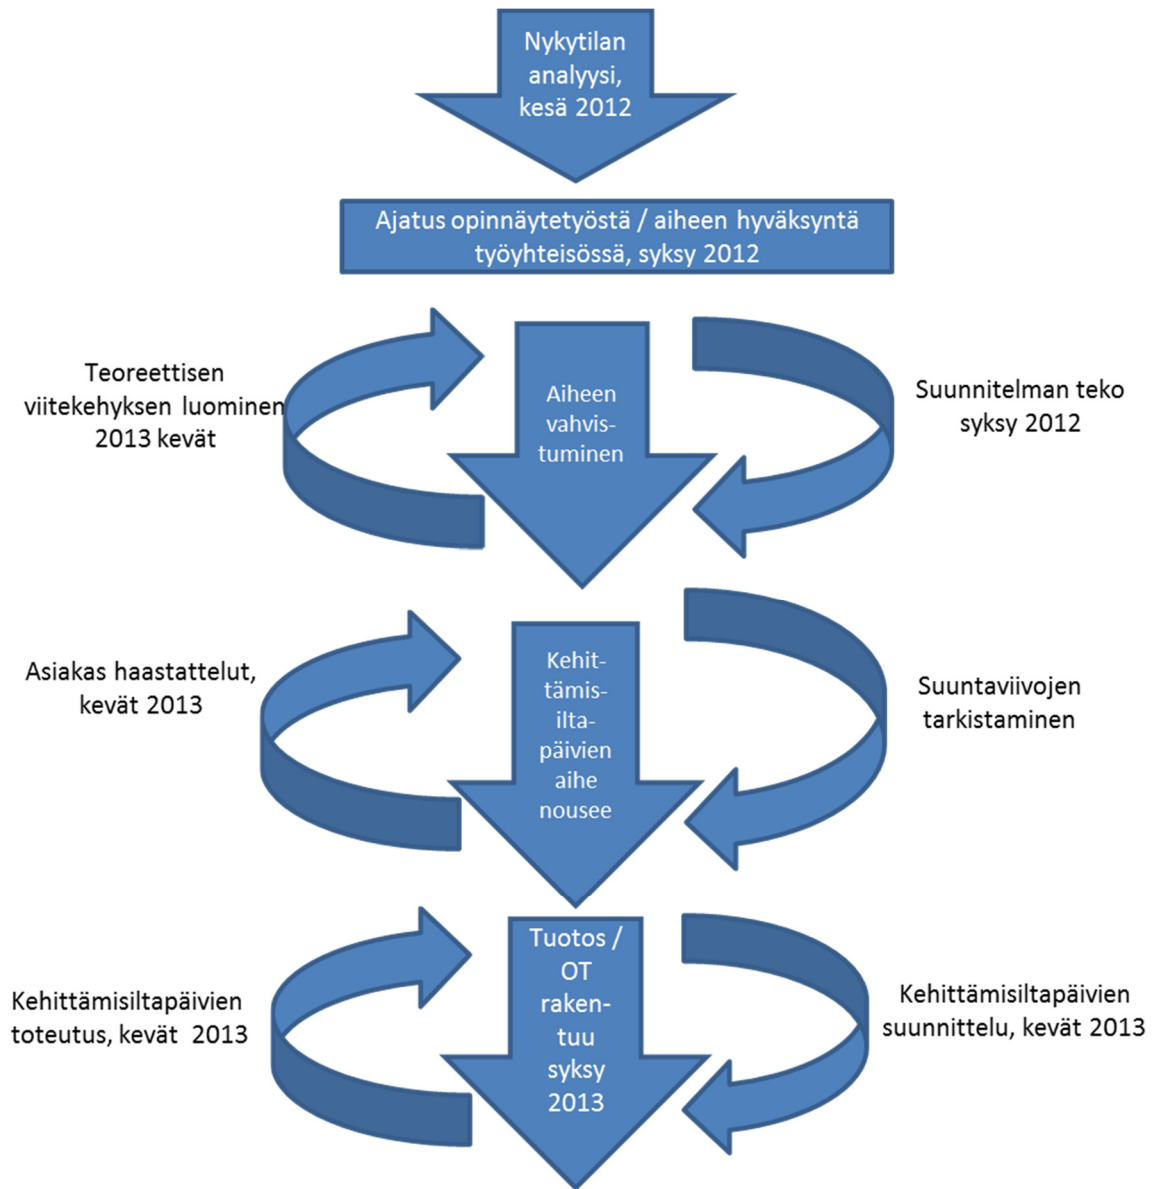 Nykytilan
analyysi,
kesä 2012
Ajatus opinnäytetyöstä / aiheen hyväksyntä
työyhteisössä, syksy 2012
Teoreettisen
viitekehyksen luominen
2013 kevät
Aiheen
vahvis-
tuminen
Suunnitelman teko
syksy 2012
Asiakas haastattelut,
kevät 2013
Kehit-
tämis-
ilta-
päivien
aihe
nousee
Suuntaviivojen
tarkistaminen
Kehittämisiltapäivien
toteutus, kevät 2013
Tuotos /
OT
raken-
tuu
syksy
2013
Kehittämisiltapäivien
suunnittelu, kevät 2013